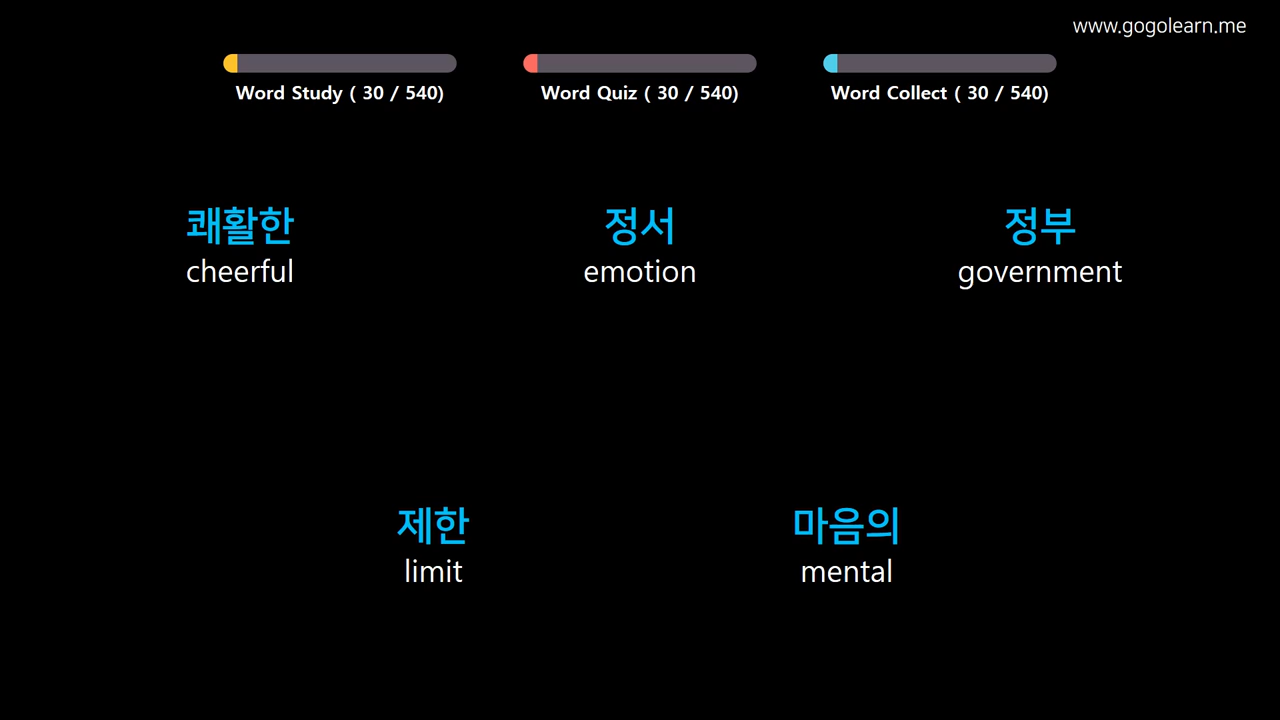 www.gogolearn.me
Word Study ( 30 / 540)
Word Quiz ( 30 / 540)
Word Collect ( 30 / 540)
쾌활한
cheerful
정서
emotion
정부
government
제한
limit
마음의
mental